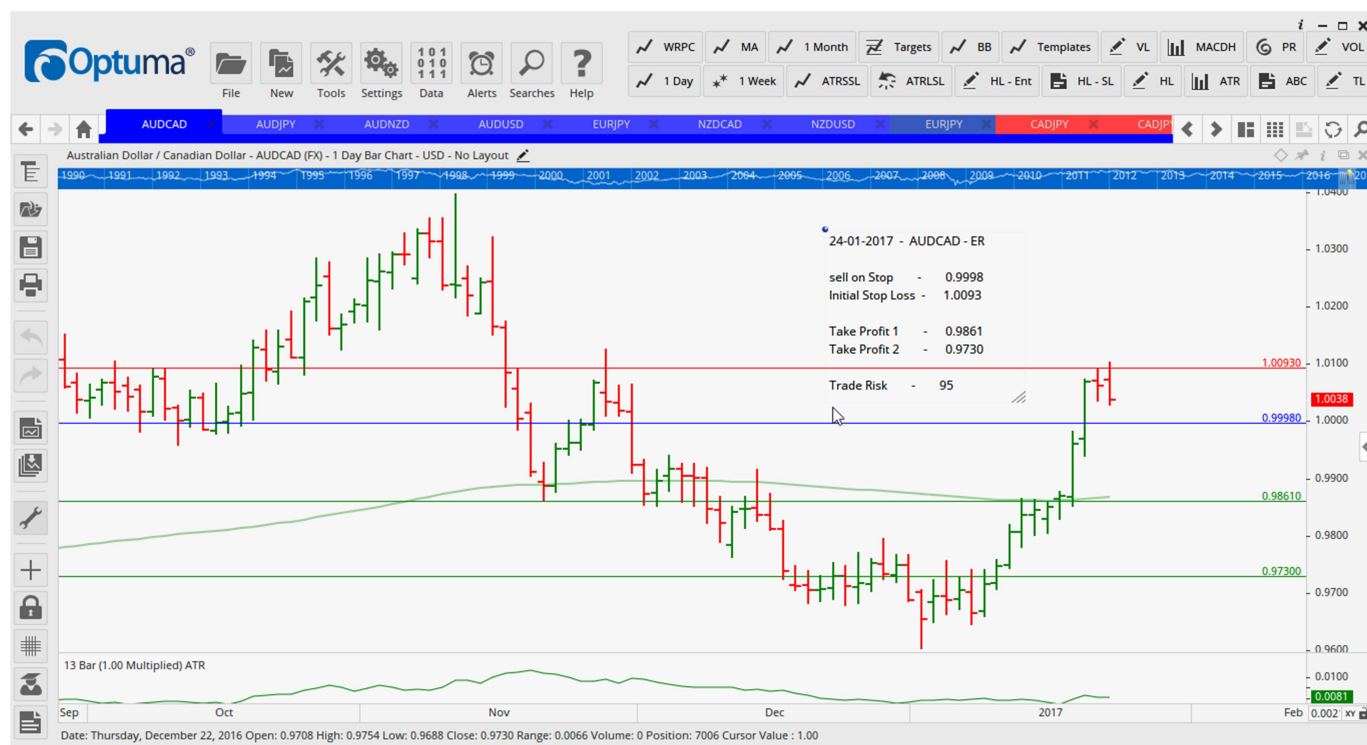 Optuma®
File
New
Tools
Settings
Data
Alerts
Searches
Help
WRPC
MA
1 Month
Targets
BB
Templates
VL
MACDH
PR
VOL
1 Day
1 Week
ATRSSL
ATRLSL
HL - Ent
HL - SL
HL
ATR
ABC
TL
AUDCAD
AUDJPY
AUDNZD
AUDUSD
EURJPY
NZDCAD
NZDUSD
EURJPY
CADJPY
CADJPY
Australian Dollar / Canadian Dollar - AUDCAD (FX) - 1 Day Bar Chart - USD - No Layout
1990 1991 1992 1993 1994 1995 1996 1997 1998 1999 2000 2001 2002 2003 2004 2005 2006 2007 2008 2009 2010 2011 2012 2013 2014 2015 2016 20
1.0400
24-01-2017 - AUDCAD - ER
1.0300
sell on Stop - 0.9998
Initial Stop Loss - 1.0093
1.0200
Take Profit 1 - 0.9861
Take Profit 2 - 0.9730
1.00930
1.0100
Trade Risk - 95
1.0038
0.99980
1.0000
0.9900
0.98610
0.9800
0.97300
0.9700
0.9600
13 Bar (1.00 Multiplied) ATR
0.0100
0.0081
Sep Oct Nov Dec 2017 Feb
0.002 XY
Date: Thursday, December 22, 2016 Open: 0.9708 High: 0.9754 Low: 0.9688 Close: 0.9730 Range: 0.0066 Volume: 0 Position: 7006 Cursor Value : 1.00